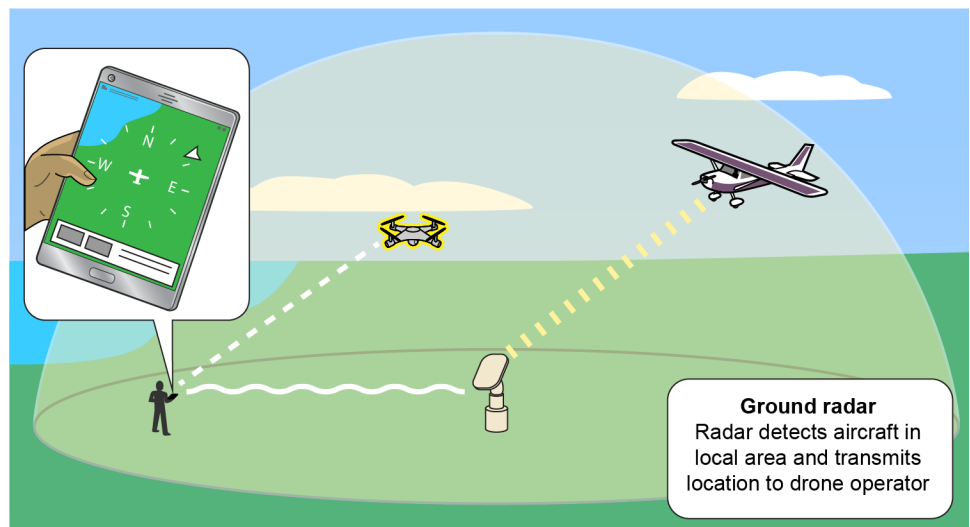 N
W
E
S
Ground radar
Radar detects aircraft in
local area and transmits
location to drone operator